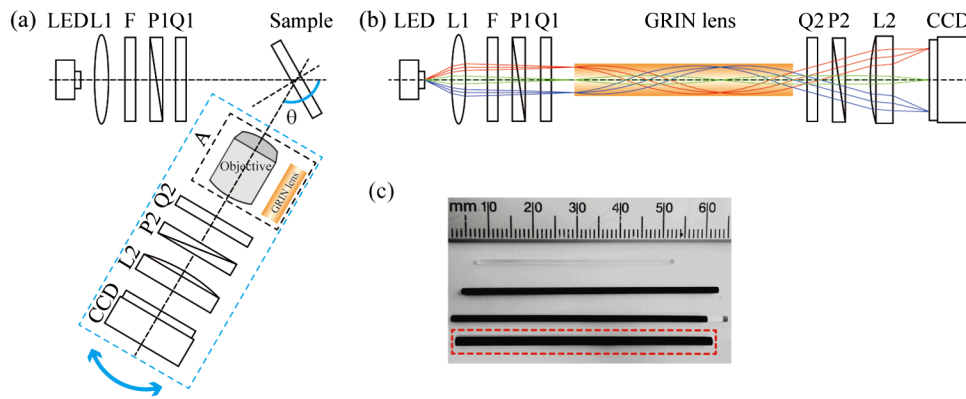 (a)
LED L1 F P1 Q1
Sample
θ
A
Objective
GRIN lens
Q2
P2
L2
CCD
(b)
LED L1 F P1 Q1 GRIN lens Q2 P2 L2 CCD
(c)
mm 10 20 30 40 50 60